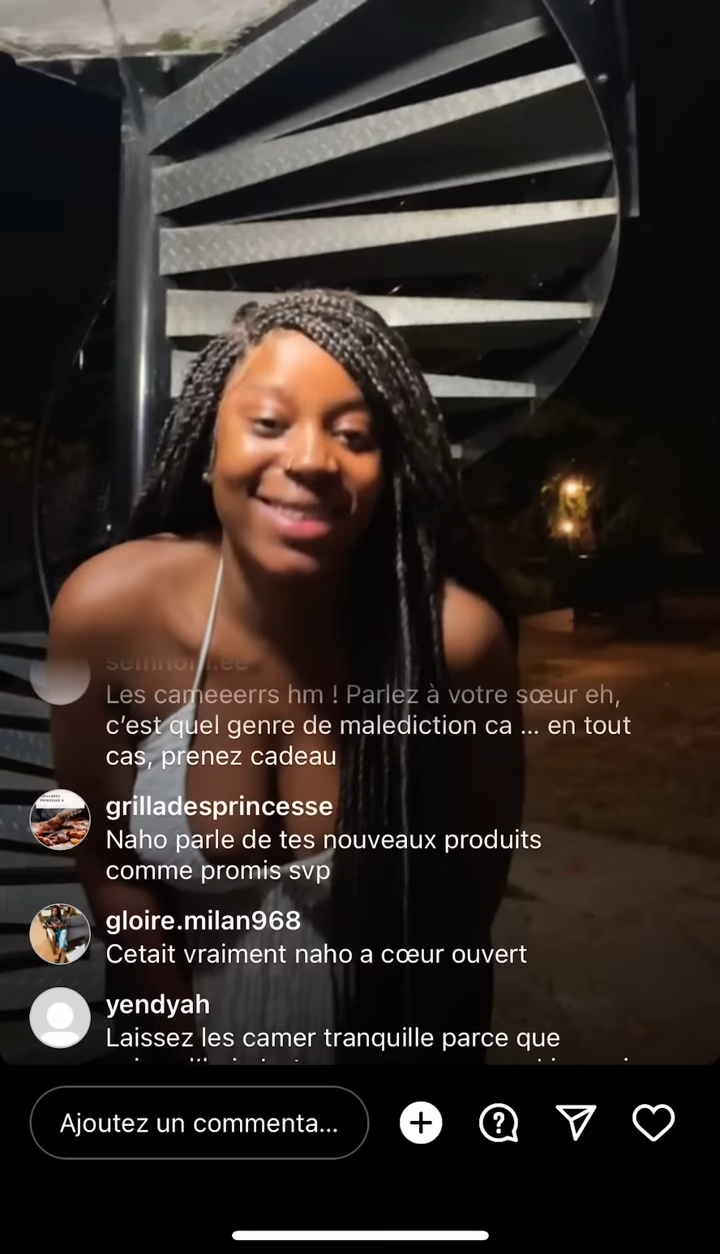 semhom.ee
Les cameeerrs hm ! Parlez à votre sœur eh,
c’est quel genre de malediction ca ... en tout
cas, prenez cadeau
grilladesprincesse
Naho parle de tes nouveaux produits
comme promis svp
gloire.milan968
Cetait vraiment naho a cœur ouvert
yendyah
Laissez les camer tranquille parce que
Ajoutez un commenta...